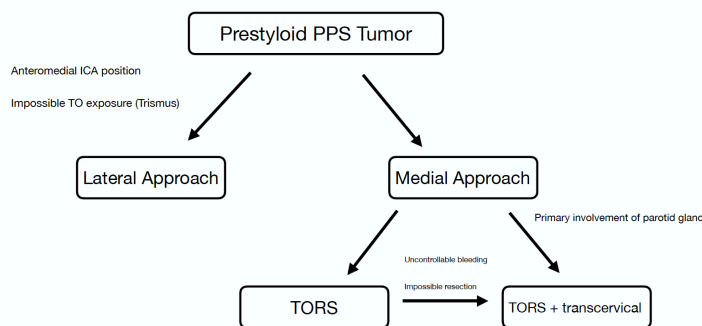 Prestyloid PPS Tumor
Anteromedial ICA position
Impossible TO exposure (Trismus)
Lateral Approach
Medial Approach
Primary involvement of parotid gland
Uncontrollable bleeding
Impossible resection
TORS
TORS + transcervical